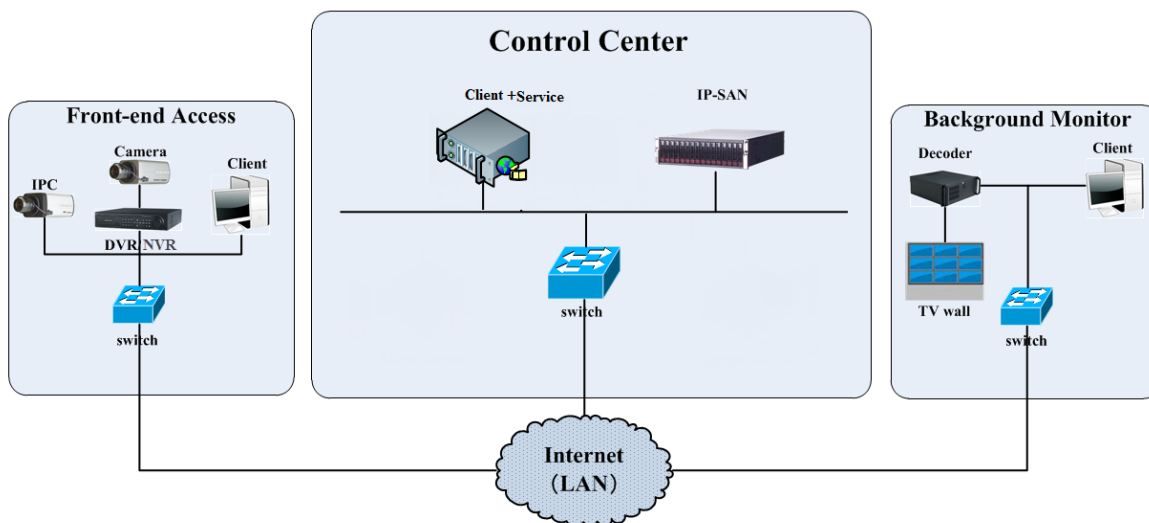 Control Center
Client +Service
IP-SAN
Front-end Access
Camera
Client
IPC
DVR/NVR
switch
switch
Background Monitor
Decoder
Client
TV wall
switch
Internet
（LAN）